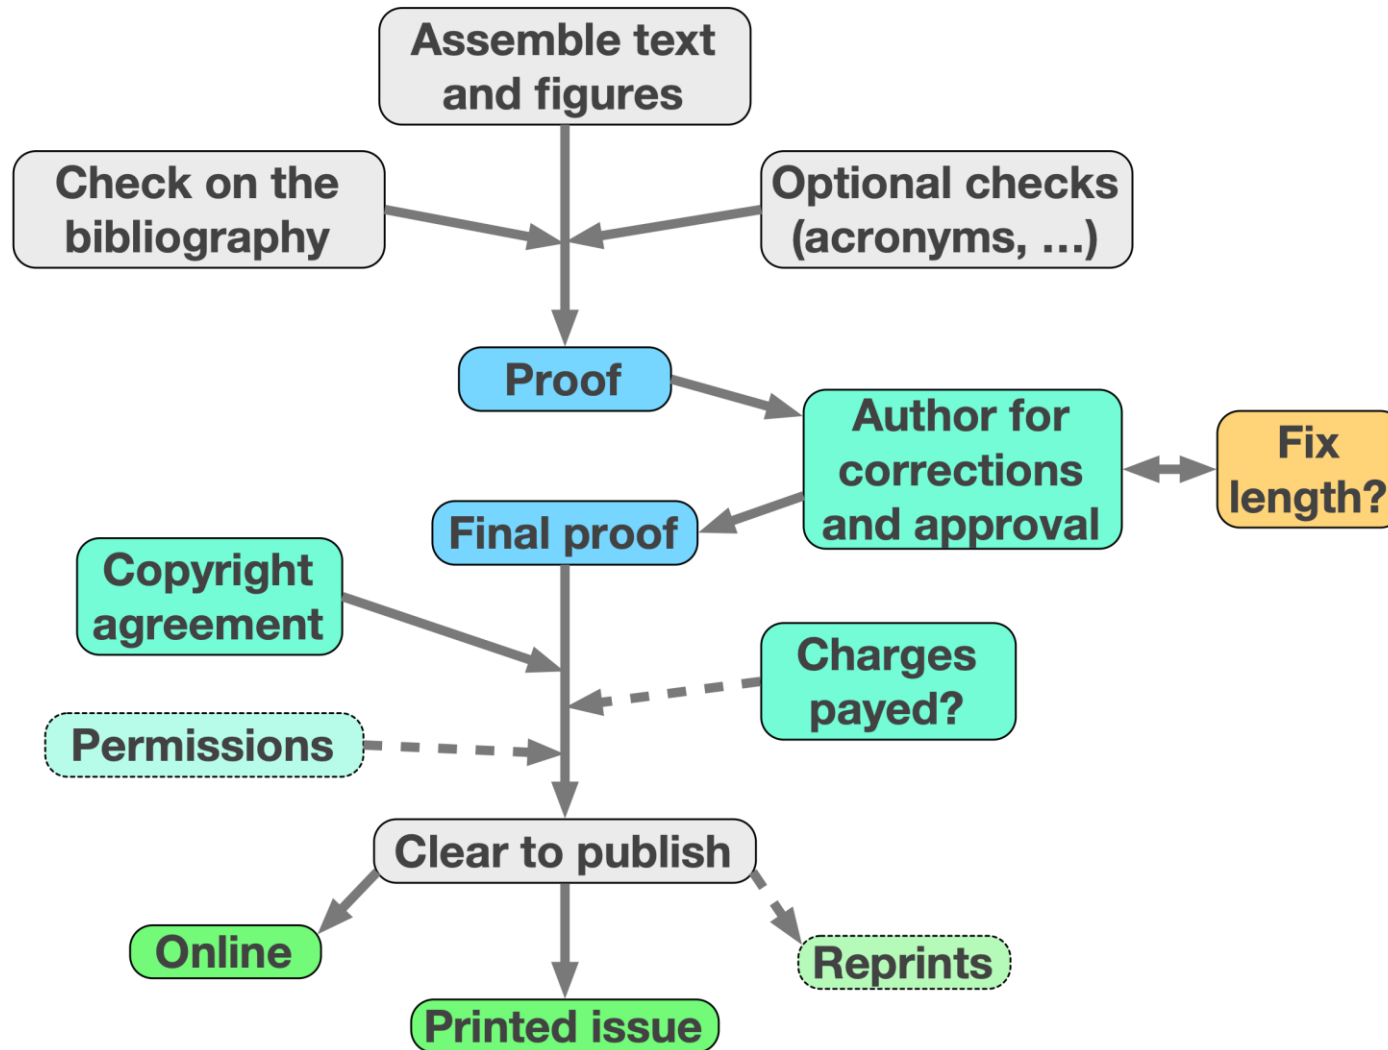 Assemble text
and figures
Check on the
bibliography
Optional checks
(acronyms, ...)
Proof
Author for
corrections
and approval
Fix
length?
Final proof
Copyright
agreement
Charges
payed?
Permissions
Clear to publish
Online
Reprints
Printed issue